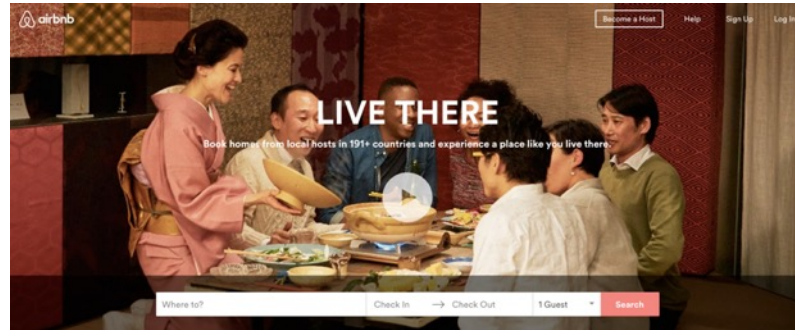 airbnb
Become a Host
Help
Sign Up
Log In
LIVE THERE
Book homes from local hosts in 191+ countries and experience a place like you live there.
Where to?
Check In → Check Out
1 Guest
Search